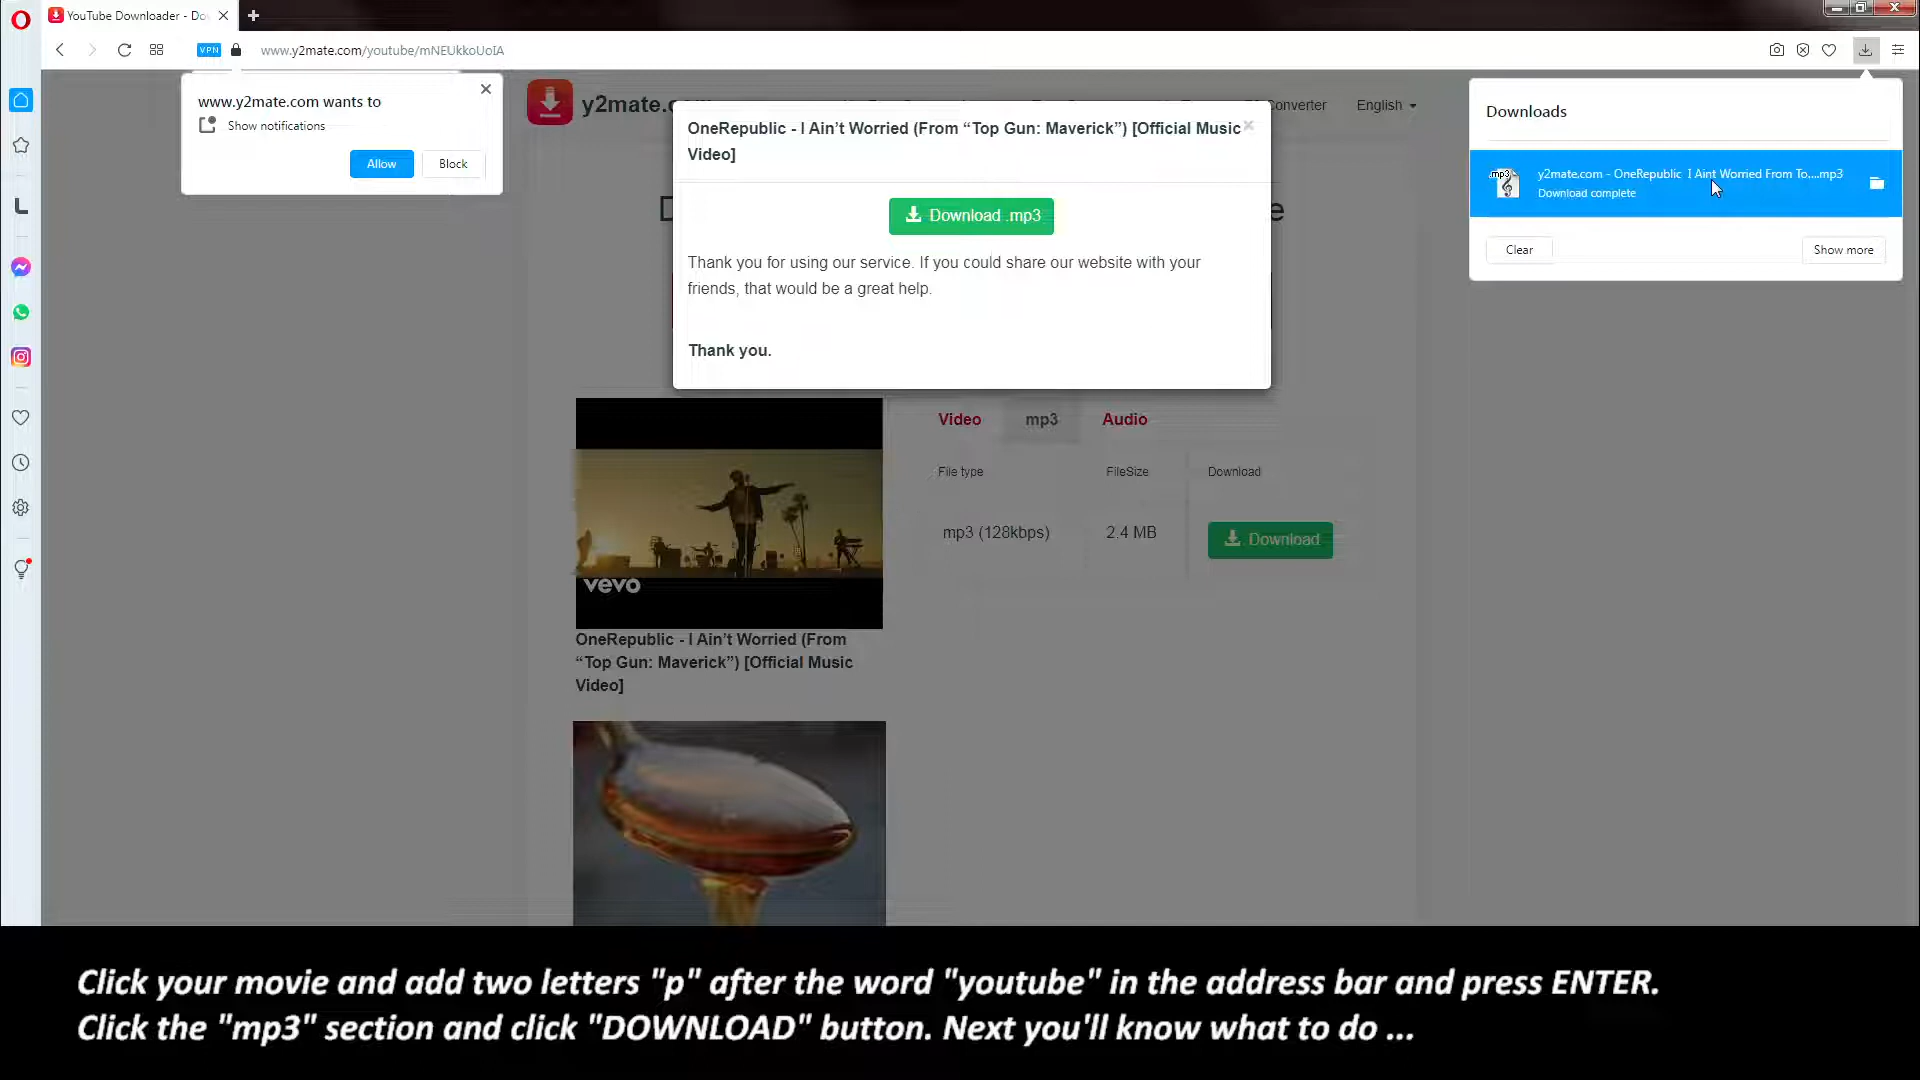 YouTube Downloader - Do
VPN
www.y2mate.com/youtube/mNEUkkoUoIA
www.y2mate.com wants to
Show notifications
Allow
Block
y2mate.
onverter
English
OneRepublic - I Ain't Worried (From “Top Gun: Maverick”) [Official Music
Video]
Download .mp3
Thank you for using our service. If you could share our website with your
friends, that would be a great help.
Thank you.
Downloads
.mp3
y2mate.com - OneRepublic I Aint Worried From To....mp3
Download complete
Clear
Show more
Video
mp3
Audio
File type
FileSize
Download
mp3 (128kbps)
2.4 MB
Download
vevo
OneRepublic - I Ain't Worried (From
“Top Gun: Maverick”) [Official Music
Video]
Click your movie and add two letters "p" after the word "youtube" in the address bar and press ENTER.
Click the "mp3" section and click "DOWNLOAD" button. Next you'll know what to do ...